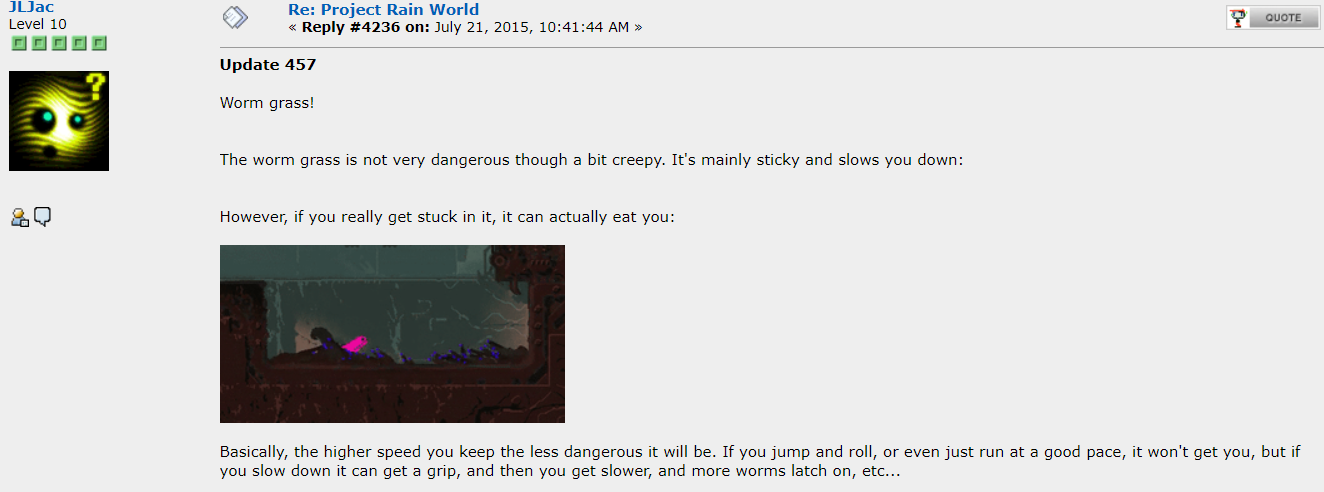 JLJac
Level 10
Re: Project Rain World
« Reply #4236 on: July 21, 2015, 10:41:44 AM »
QUOTE
Update 457
Worm grass!
The worm grass is not very dangerous though a bit creepy. It's mainly sticky and slows you down:
However, if you really get stuck in it, it can actually eat you:
Basically, the higher speed you keep the less dangerous it will be. If you jump and roll, or even just run at a good pace, it won't get you, but if
you slow down it can get a grip, and then you get slower, and more worms latch on, etc...